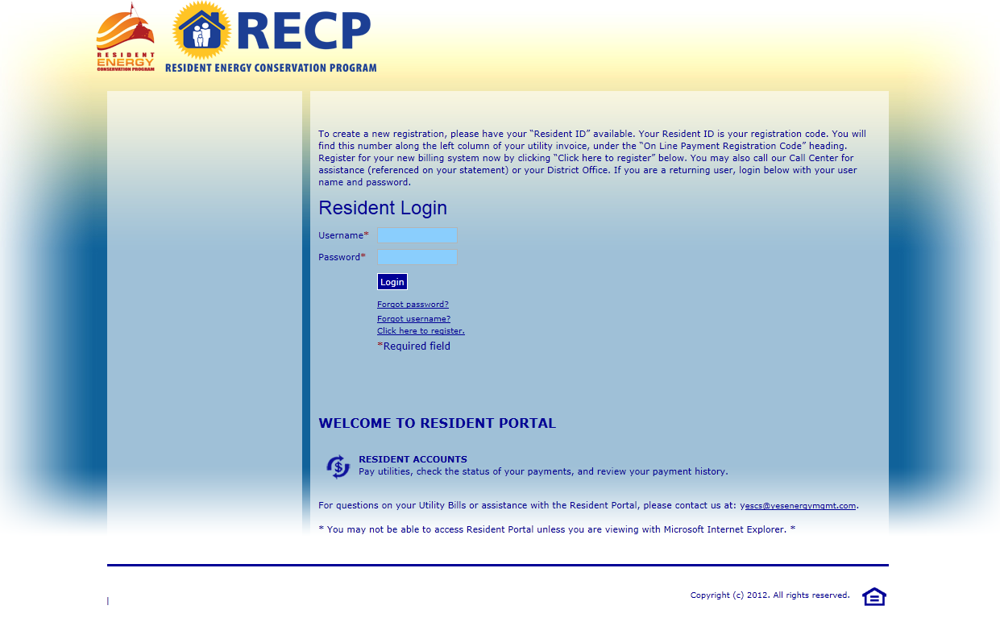 RESIDENT
ENERGY
CONSERVATION PROGRAM
RECP
RESIDENT ENERGY CONSERVATION PROGRAM
To create a new registration, please have your “Resident ID” available. Your Resident ID is your registration code. You will
find this number along the left column of your utility invoice, under the “On Line Payment Registration Code” heading.
Register for your new billing system now by clicking “Click here to register” below. You may also call our Call Center for
assistance (referenced on your statement) or your District Office. If you are a returning user, login below with your user
name and password.
Resident Login
Username*
Password*
Login
Forgot password?
Forgot username?
Click here to register.
*Required field
WELCOME TO RESIDENT PORTAL
$
RESIDENT ACCOUNTS
Pay utilities, check the status of your payments, and review your payment history.
For questions on your Utility Bills or assistance with the Resident Portal, please contact us at: yescs@yesenergymgmt.com.
* You may not be able to access Resident Portal unless you are viewing with Microsoft Internet Explorer. *
Copyright (c) 2012. All rights reserved.
|